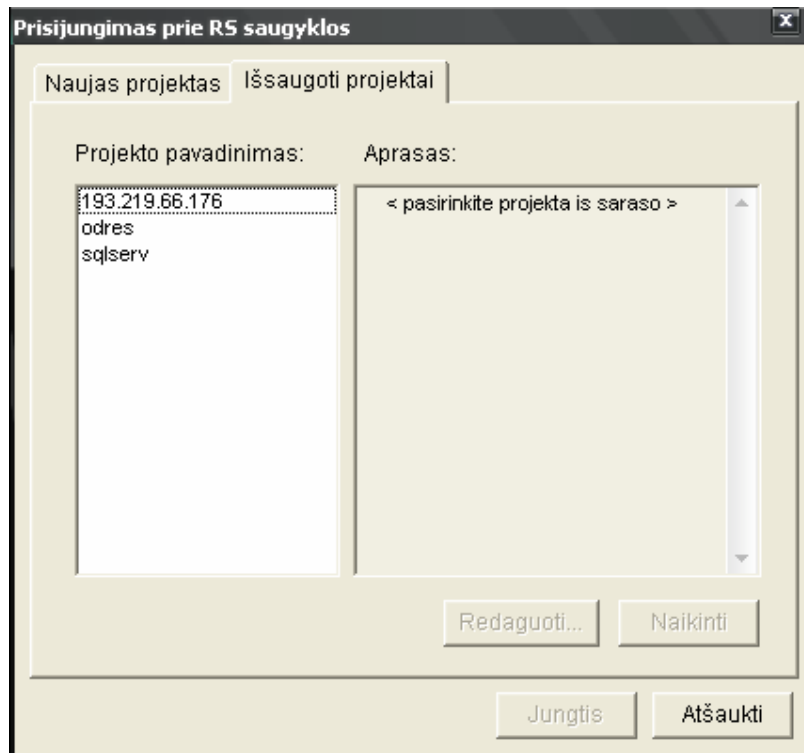 Prisijungimas prie RS saugyklos
x
Naujas projektas
Išsaugoti projektai
Projekto pavadinimas:
Aprasas:
193.219.66.176
odres
sqlserv
< pasirinkite projekta is saraso >
Redaguoti...
Naikinti
Jungtis
Atšaukti